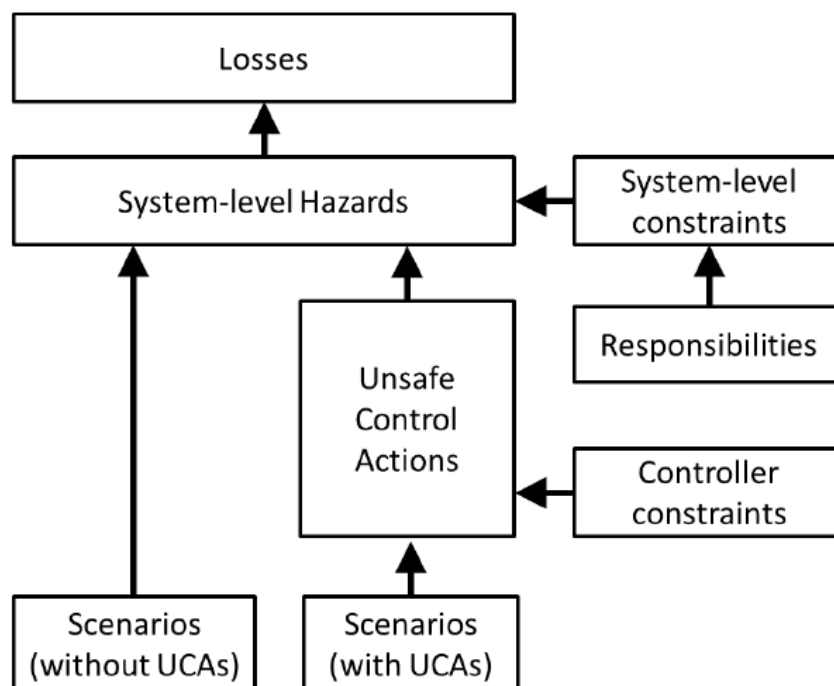 Losses
System-level Hazards
System-level
constraints
Responsibilities
Unsafe
Control
Actions
Controller
constraints
Scenarios
(without UCAs)
Scenarios
(with UCAs)